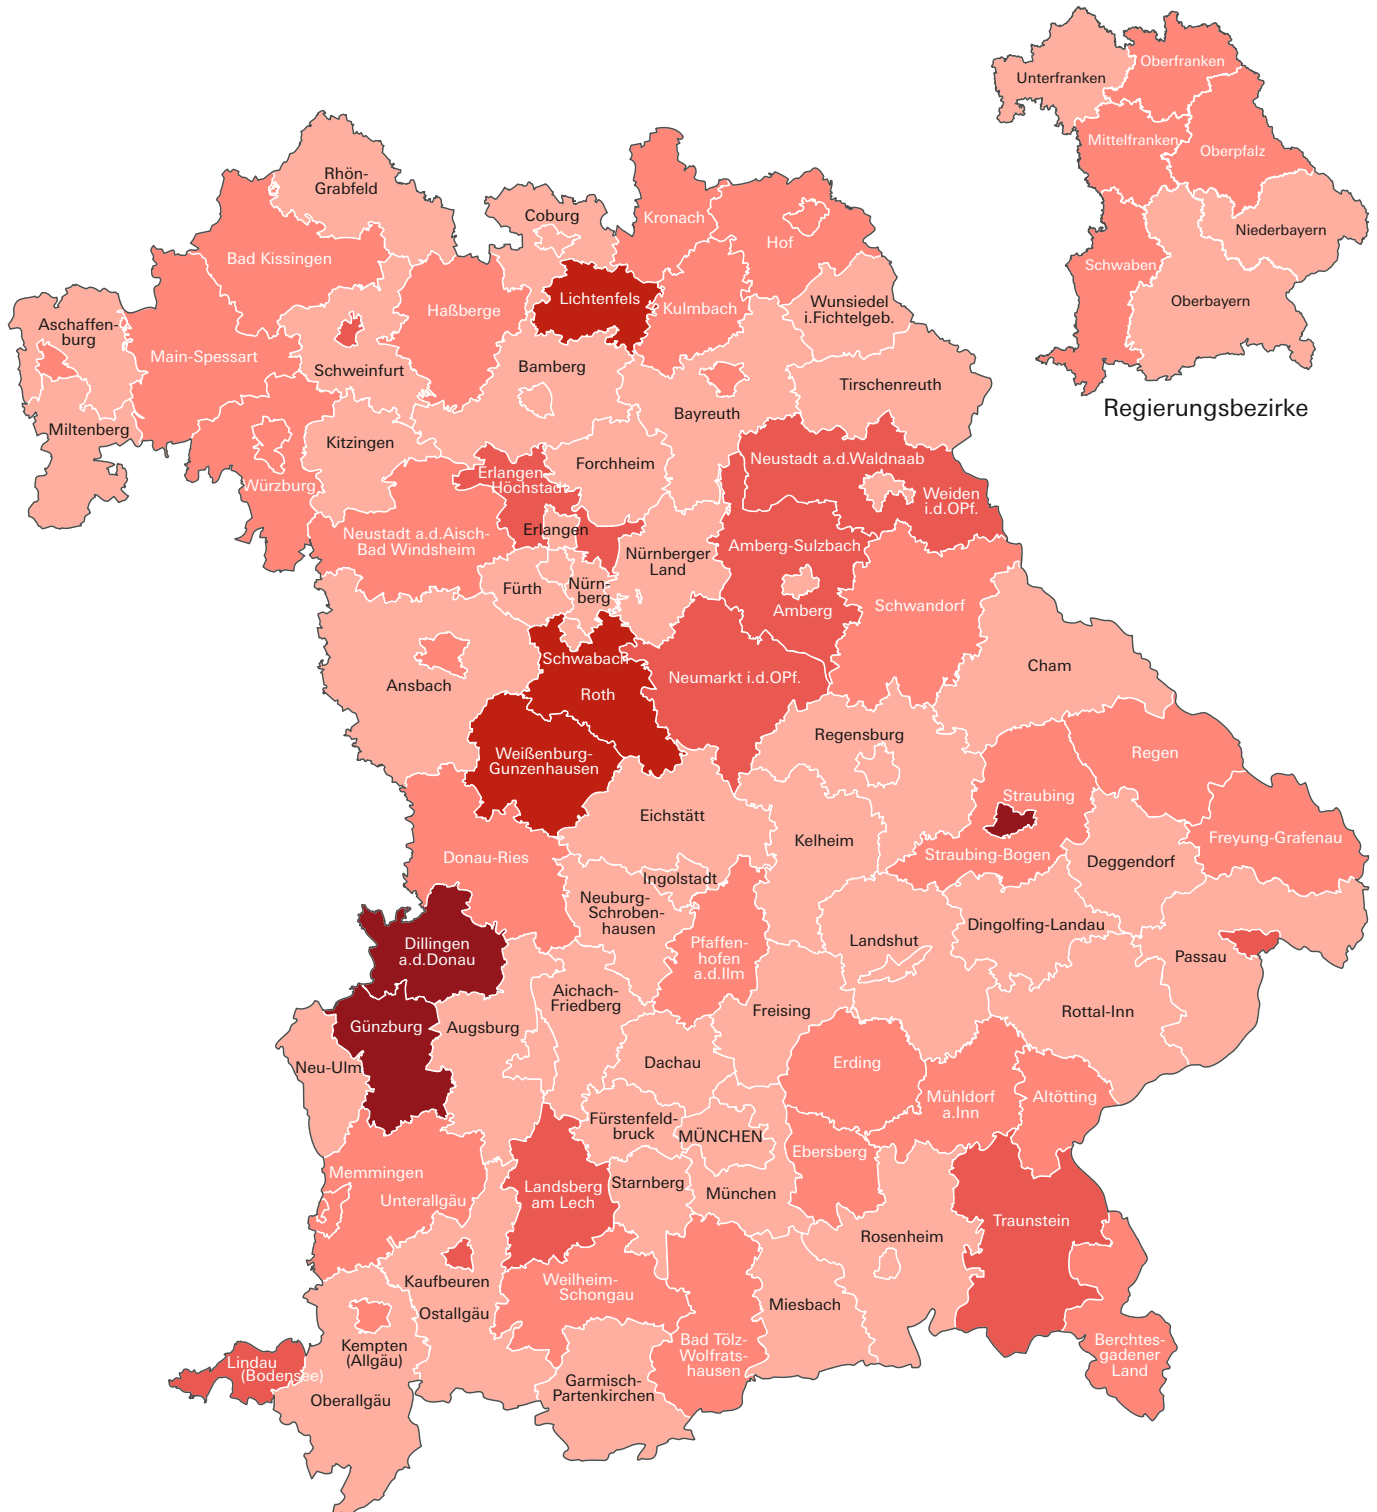 Oberfranken
Unterfranken
Mittelfranken
Oberpfalz
Niederbayern
Schwaben
Oberbayern
Regierungsbezirke
Rhön-
Grabfeld
Coburg
Kronach
Hof
Bad Kissingen
Lichtenfels
Haßberge
Kulmbach
Wunsiedel
i.Fichtelgeb.
Aschaffen-
burg
Main-Spessart
Schweinfurt
Bamberg
Tirschenreuth
Bayreuth
Miltenberg
Kitzingen
Forchheim
Neustadt a.d.Waldnaab
Erlangen-
Höchstadt
Würzburg
Weiden
i.d.OPf.
Erlangen
Neustadt a.d.Aisch-
Bad Windsheim
Nürnberger
Land
Amberg-Sulzbach
Fürth
Nürn-
berg
Amberg
Schwandorf
Schwabach
Cham
Ansbach
Roth
Neumarkt i.d.OPf.
Regensburg
Weißenburg-
Gunzenhausen
Regen
Straubing
Eichstätt
Kelheim
Freyung-Grafenau
Donau-Ries
Straubing-Bogen
Deggendorf
Ingolstadt
Neuburg-
Schroben-
hausen
Dingolfing-Landau
Dillingen
a.d.Donau
Pfaffen-
hofen
a.d.Ilm
Landshut
Passau
Aichach-
Friedberg
Freising
Rottal-Inn
Günzburg
Augsburg
Neu-Ulm
Dachau
Erding
Mühldorf
a.Inn
Altötting
Fürstenfeld-
bruck
MÜNCHEN
Ebersberg
Memmingen
Unterallgäu
Landsberg
am Lech
Starnberg
München
Traunstein
Rosenheim
Kaufbeuren
Weilheim-
Schongau
Ostallgäu
Miesbach
Kempten
(Allgäu)
Bad Tölz-
Wolfrats-
hausen
Berchtes-
gadener
Land
Lindau
(Bodensee)
Garmisch-
Partenkirchen
Oberallgäu